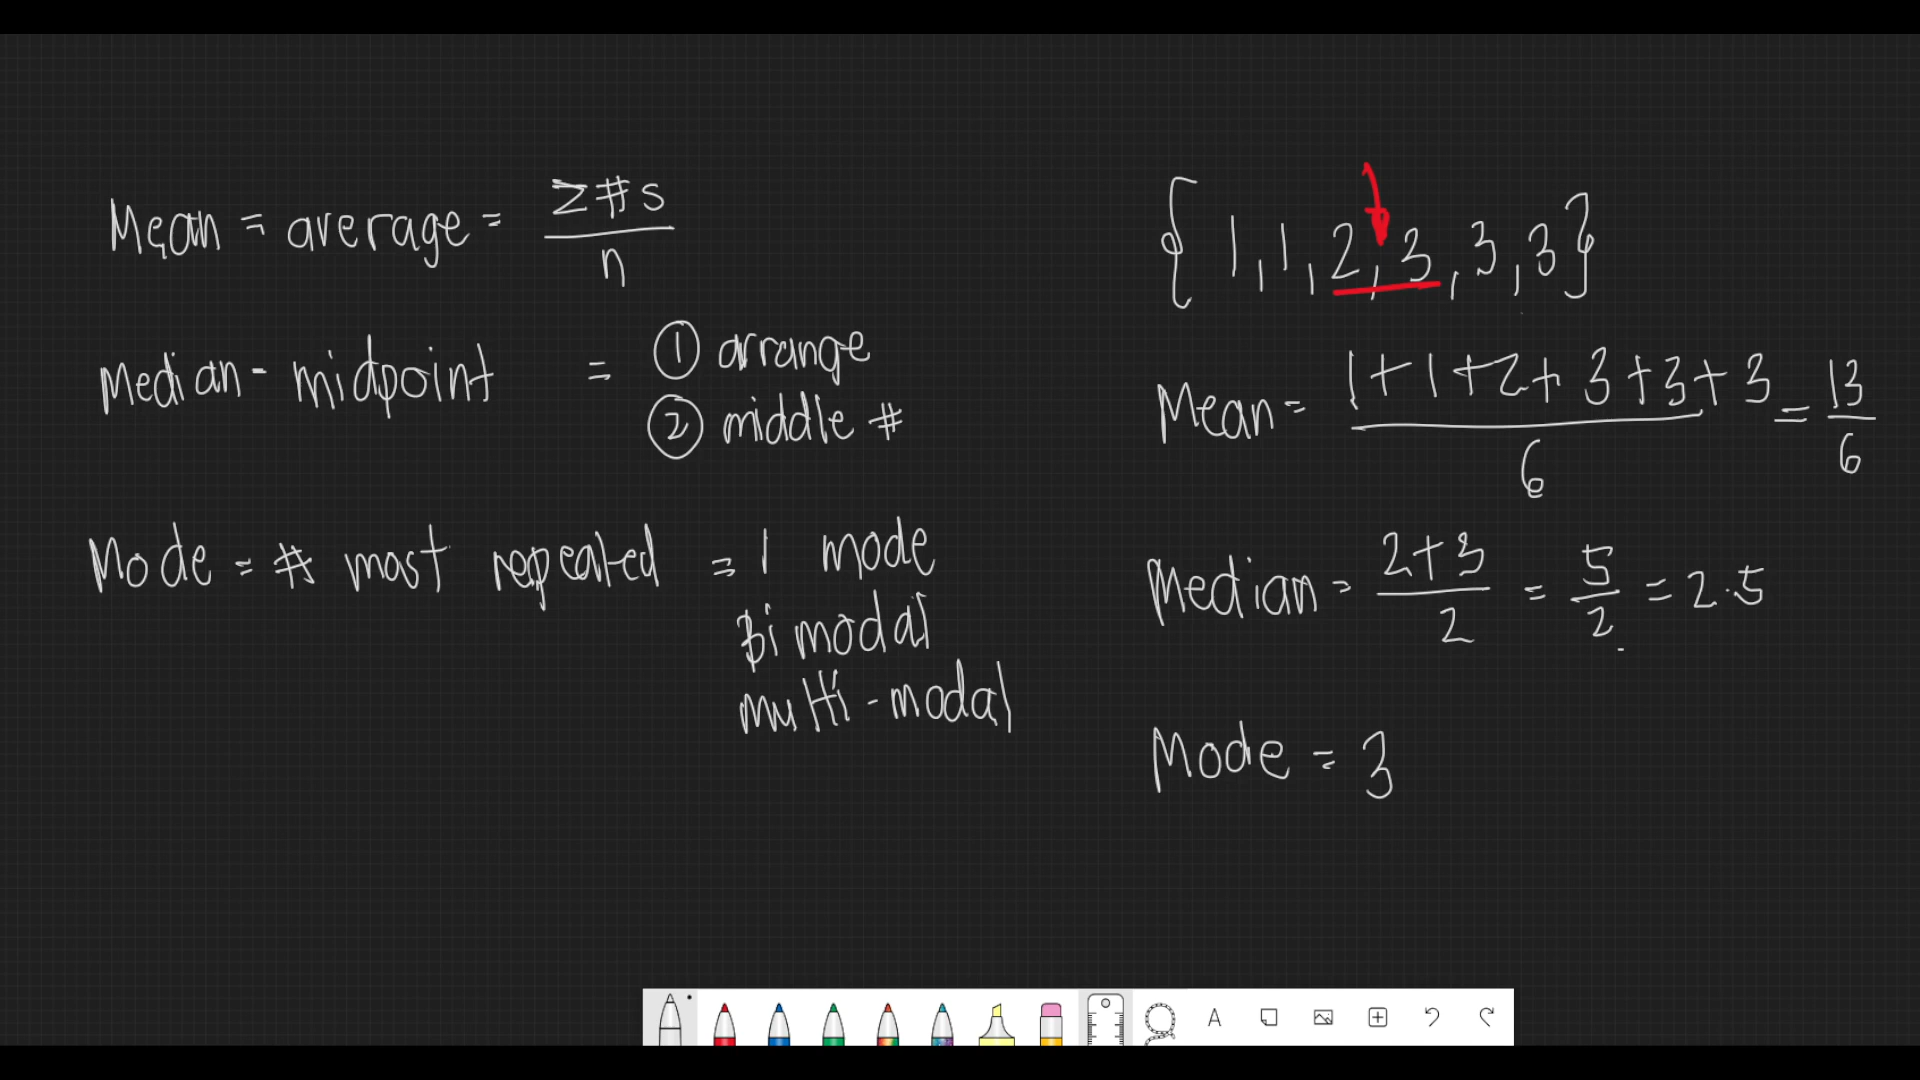 Mean = average = Σ#s / n
Median - midpoint = ① arrange
② middle #
Mode = # most repeated = 1 mode
Bimodal
multi-modal
{1,1,2,3,3,3}
Mean = 1+1+2+3+3+3 / 6 = 13 / 6
Median = 2+3 / 2 = 5 / 2 = 2.5
Mode = 3
A